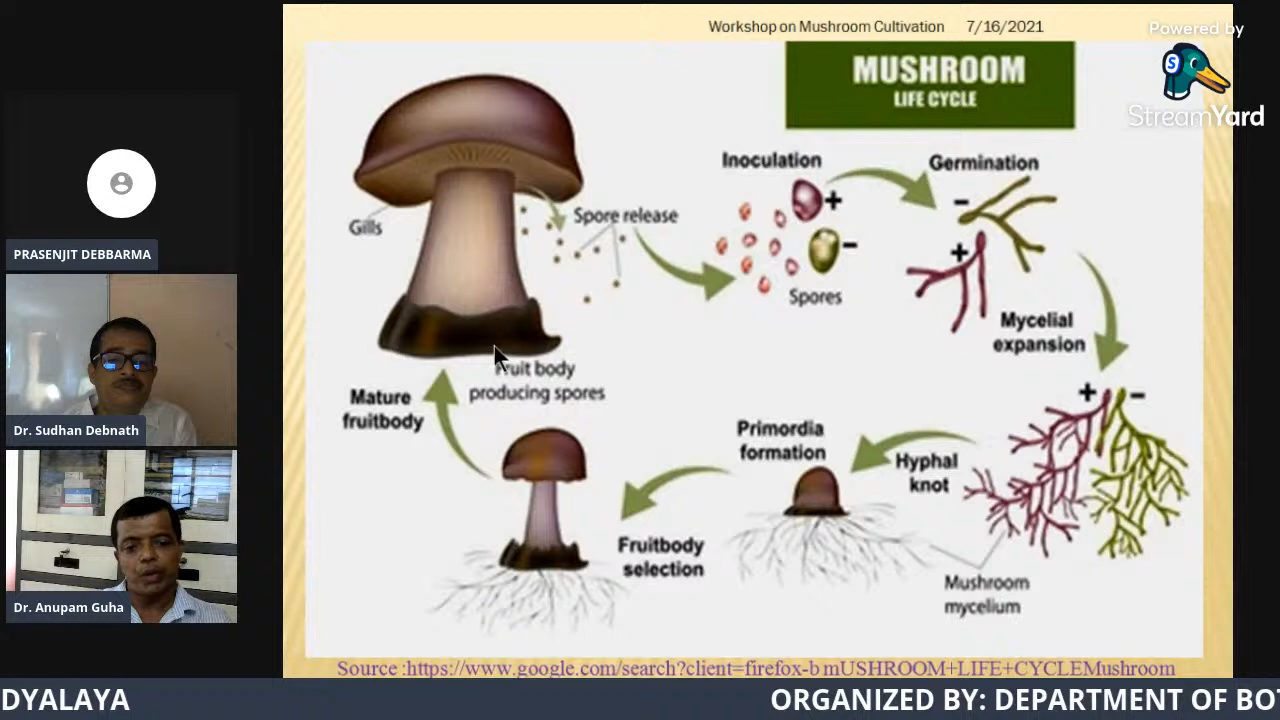 Workshop on Mushroom Cultivation 7/16/2021
Powered by
StreamYard
MUSHROOM
LIFE CYCLE
Inoculation
Germination
Gills
Spore release
+
-
-
+
Spores
Mycelial
expansion
PRASENJIT DEBBARMA
Fruit body
producing spores
Mature
fruitbody
+ -
Primordia
formation
Hyphal
knot
Dr. Sudhan Debnath
Fruitbody
selection
Mushroom
mycelium
Dr. Anupam Guha
Source :https://www.google.com/search?client=firefox-b mUSHROOM+LIFE+CYCLEMushroom
DYALAYA ORGANIZED BY: DEPARTMENT OF BO